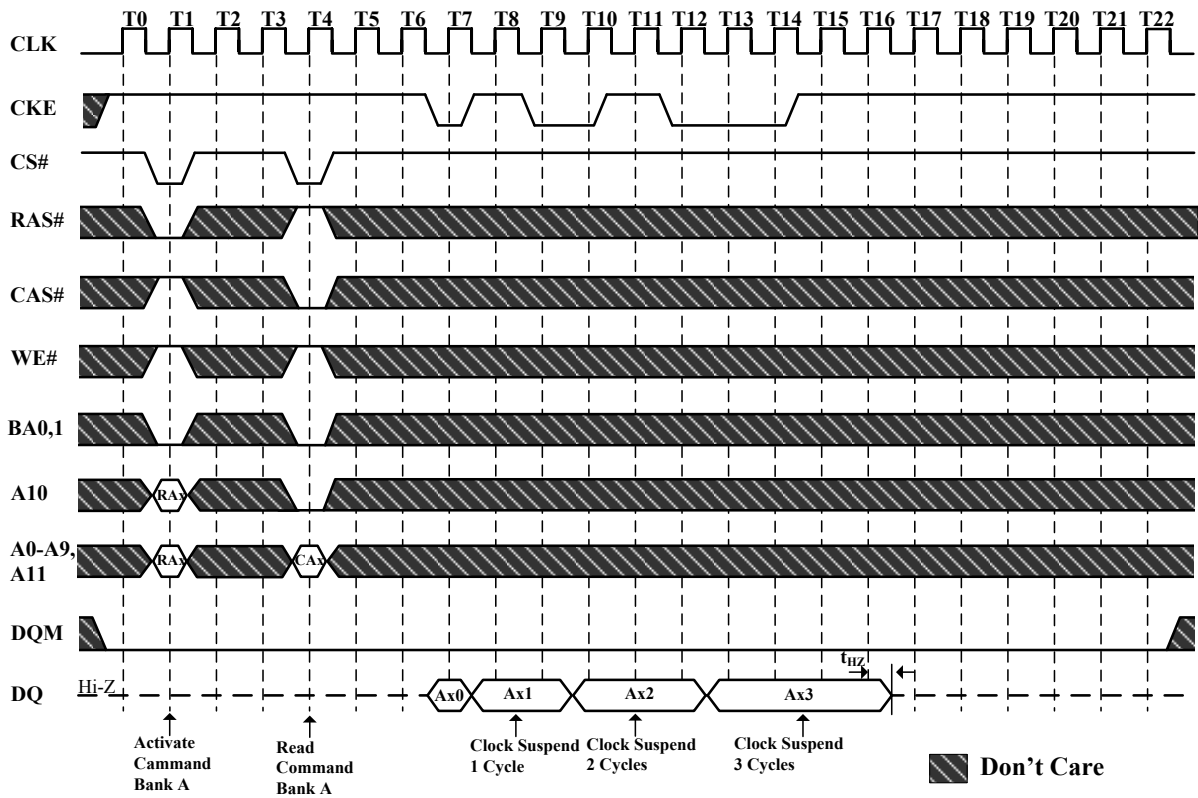 T0 T1 T2 T3 T4 T5 T6 T7 T8 T9 T10 T11 T12 T13 T14 T15 T16 T17 T18 T19 T20 T21 T22
CLK
CKE
CS#
RAS#
CAS#
WE#
BA0,1
A10
RAx
A0-A9,
A11
RAx
CAx
DQM
tHZ
DQ
Hi-Z
Ax0
Ax1
Ax2
Ax3
Activate
Cammand
Bank A
Read
Command
Bank A
Clock Suspend
1 Cycle
Clock Suspend
2 Cycles
Clock Suspend
3 Cycles
Don't Care